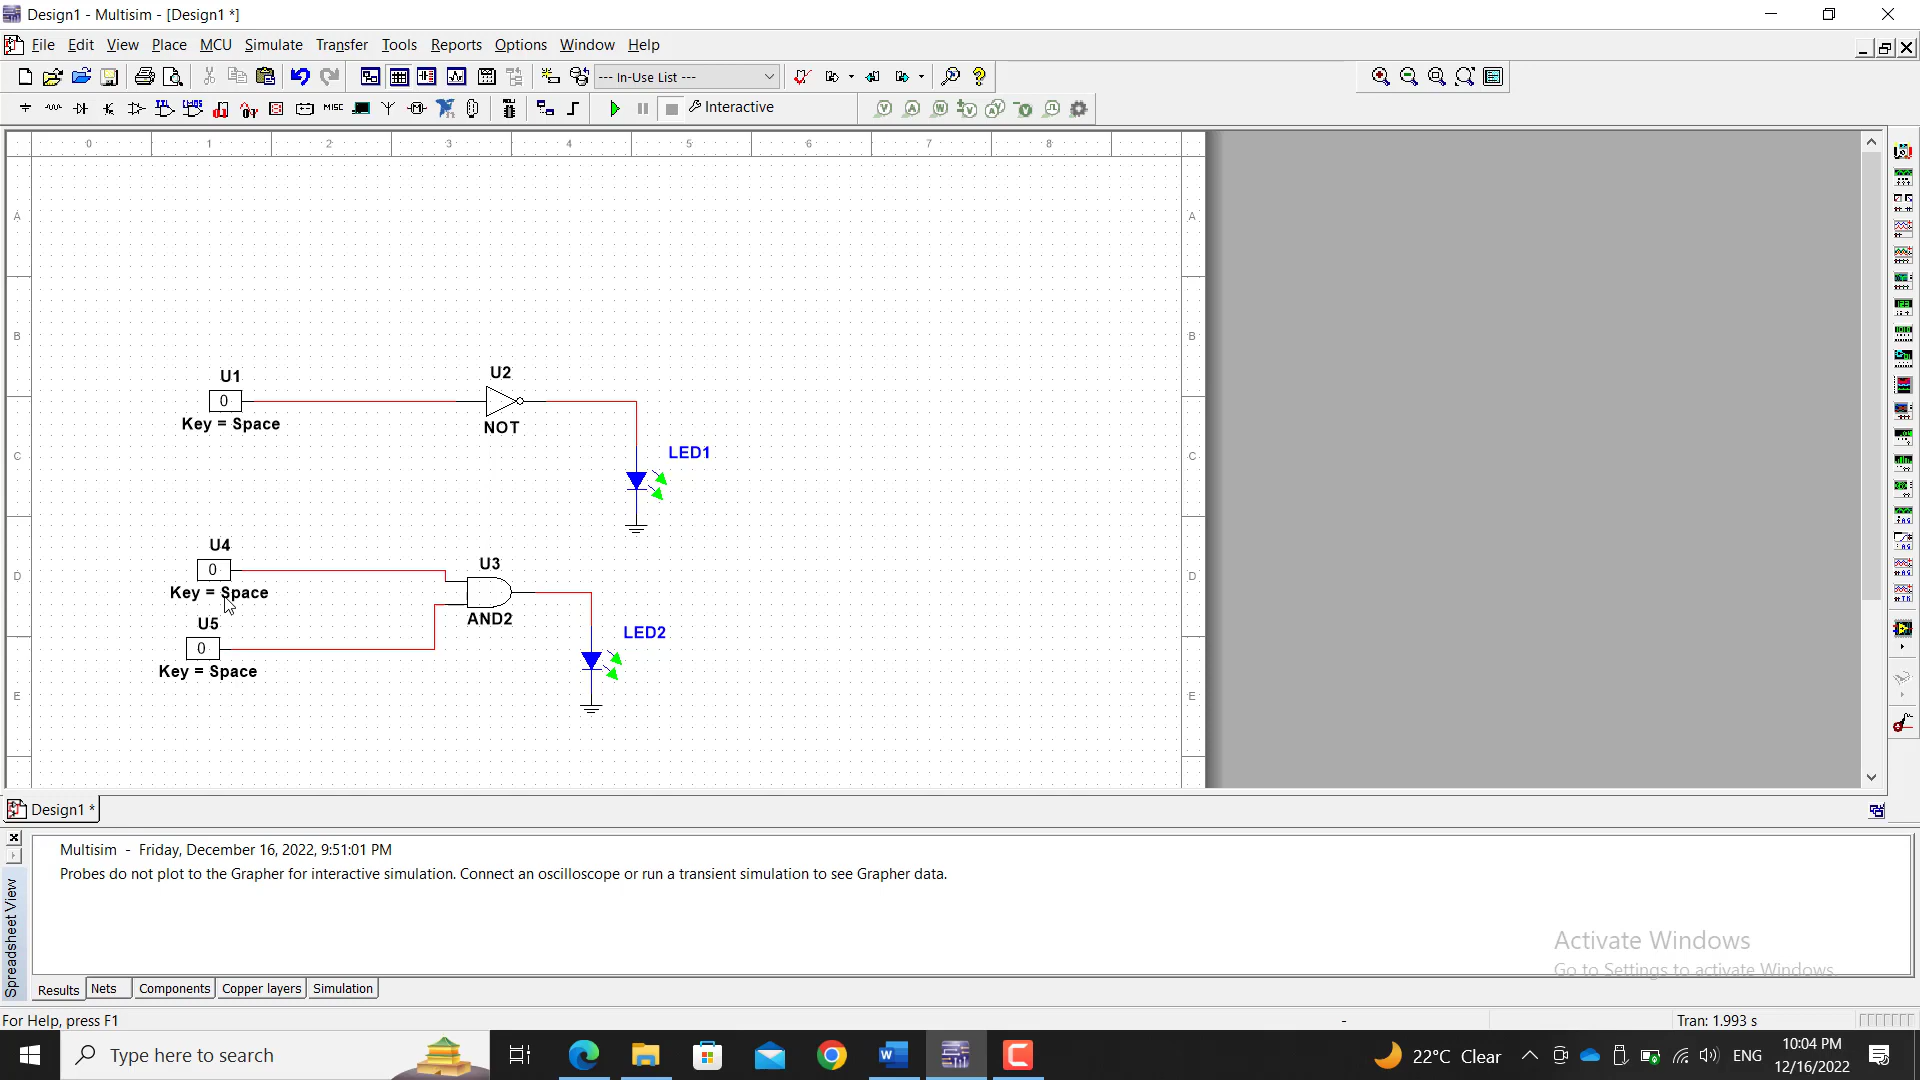 Design1 - Multisim - [Design1 *]
File Edit View Place MCU Simulate Transfer Tools Reports Options Window Help
--- In-Use List ---
Interactive
0 1 2 3 4 5 6 7 8
A A
B B
U1 U2
0
Key = Space NOT
C LED1 C
U4
U3
0
D D
Key = Space
AND2
U5
LED2
0
Key = Space
E E
Design1 *
Multisim - Friday, December 16, 2022, 9:51:01 PM
Probes do not plot to the Grapher for interactive simulation. Connect an oscilloscope or run a transient simulation to see Grapher data.
Spreadsheet View
Activate Windows
Go to Settings to activate Windows.
Results Nets Components Copper layers Simulation
For Help, press F1 - Tran: 1.993 s
Type here to search
22°C Clear ENG
10:04 PM
12/16/2022